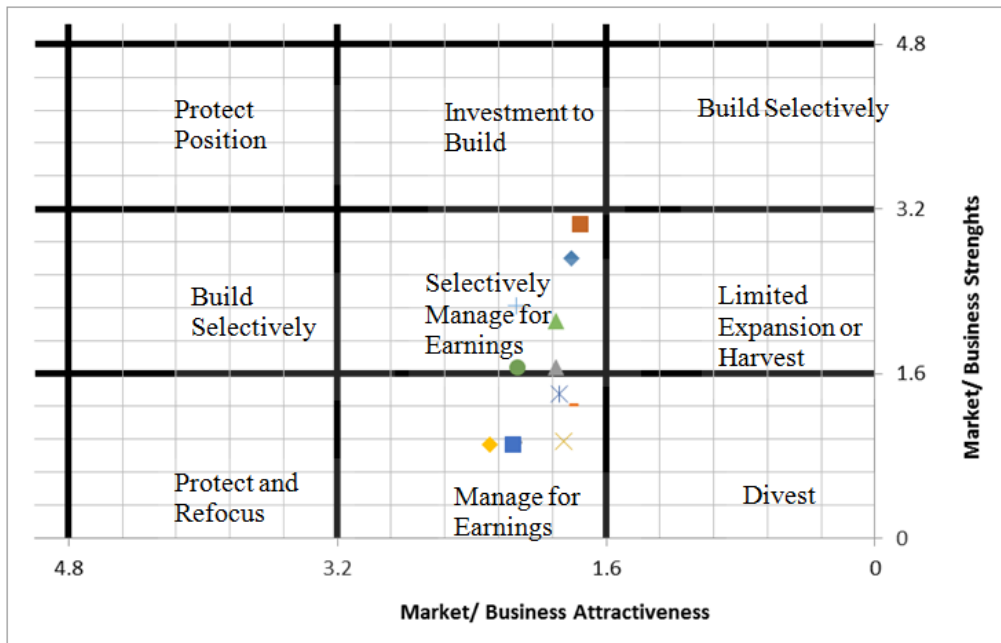 4.8
Protect
Position
Investment to
Build
Build Selectively
3.2
Build
Selectively
Selectively
Manage for
Earnings
Limited
Expansion or
Harvest
1.6
Protect and
Refocus
Manage for
Earnings
Divest
0
4.8
3.2
1.6
0
Market/ Business Attractiveness
Market/ Business Strenghts